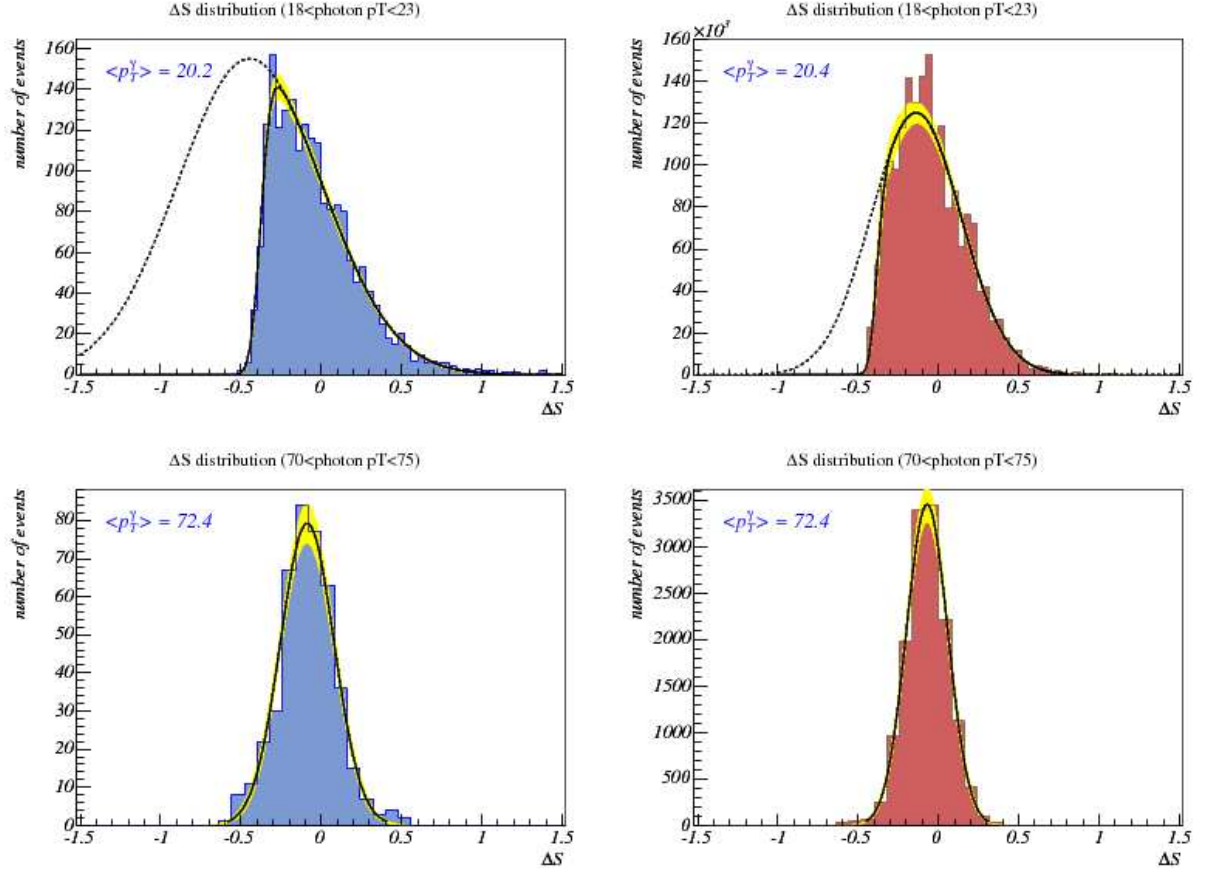 ΔS distribution (18<photon pT<23)
number of events
<p_T^γ> = 20.2
160
140
120
100
80
60
40
20
0
-1.5 -1 -0.5 0 0.5 1 1.5
ΔS
ΔS distribution (18<photon pT<23)
×10³
number of events
<p_T^γ> = 20.4
160
140
120
100
80
60
40
20
0
-1.5 -1 -0.5 0 0.5 1 1.5
ΔS
ΔS distribution (70<photon pT<75)
number of events
<p_T^γ> = 72.4
80
70
60
50
40
30
20
10
0
-1.5 -1 -0.5 0 0.5 1 1.5
ΔS
ΔS distribution (70<photon pT<75)
number of events
<p_T^γ> = 72.4
3500
3000
2500
2000
1500
1000
500
0
-1.5 -1 -0.5 0 0.5 1 1.5
ΔS